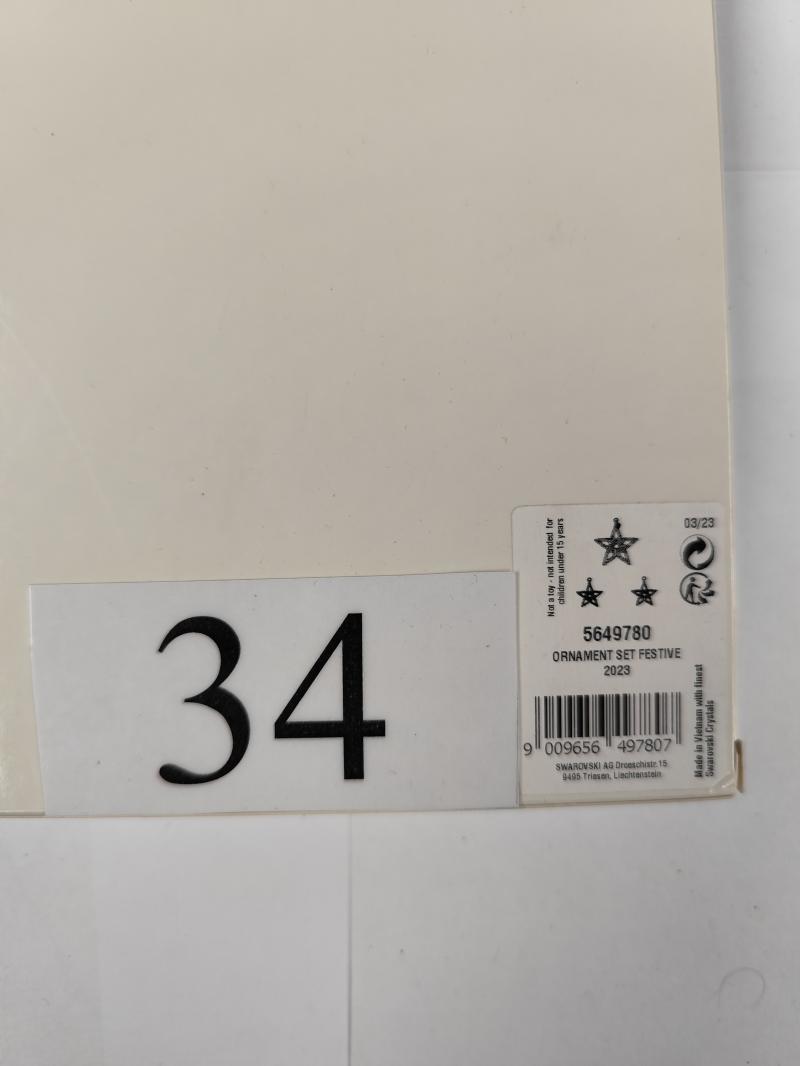 34
Not a toy - not intended for
children under 15 years
03/23
5649780
ORNAMENT SET FESTIVE
2023
9 009656 497807
SWAROVSKI AG Droeschistr.15
9495 Triesen, Liechtenstein
Made in Vietnam with finest
Swarovski Crystals